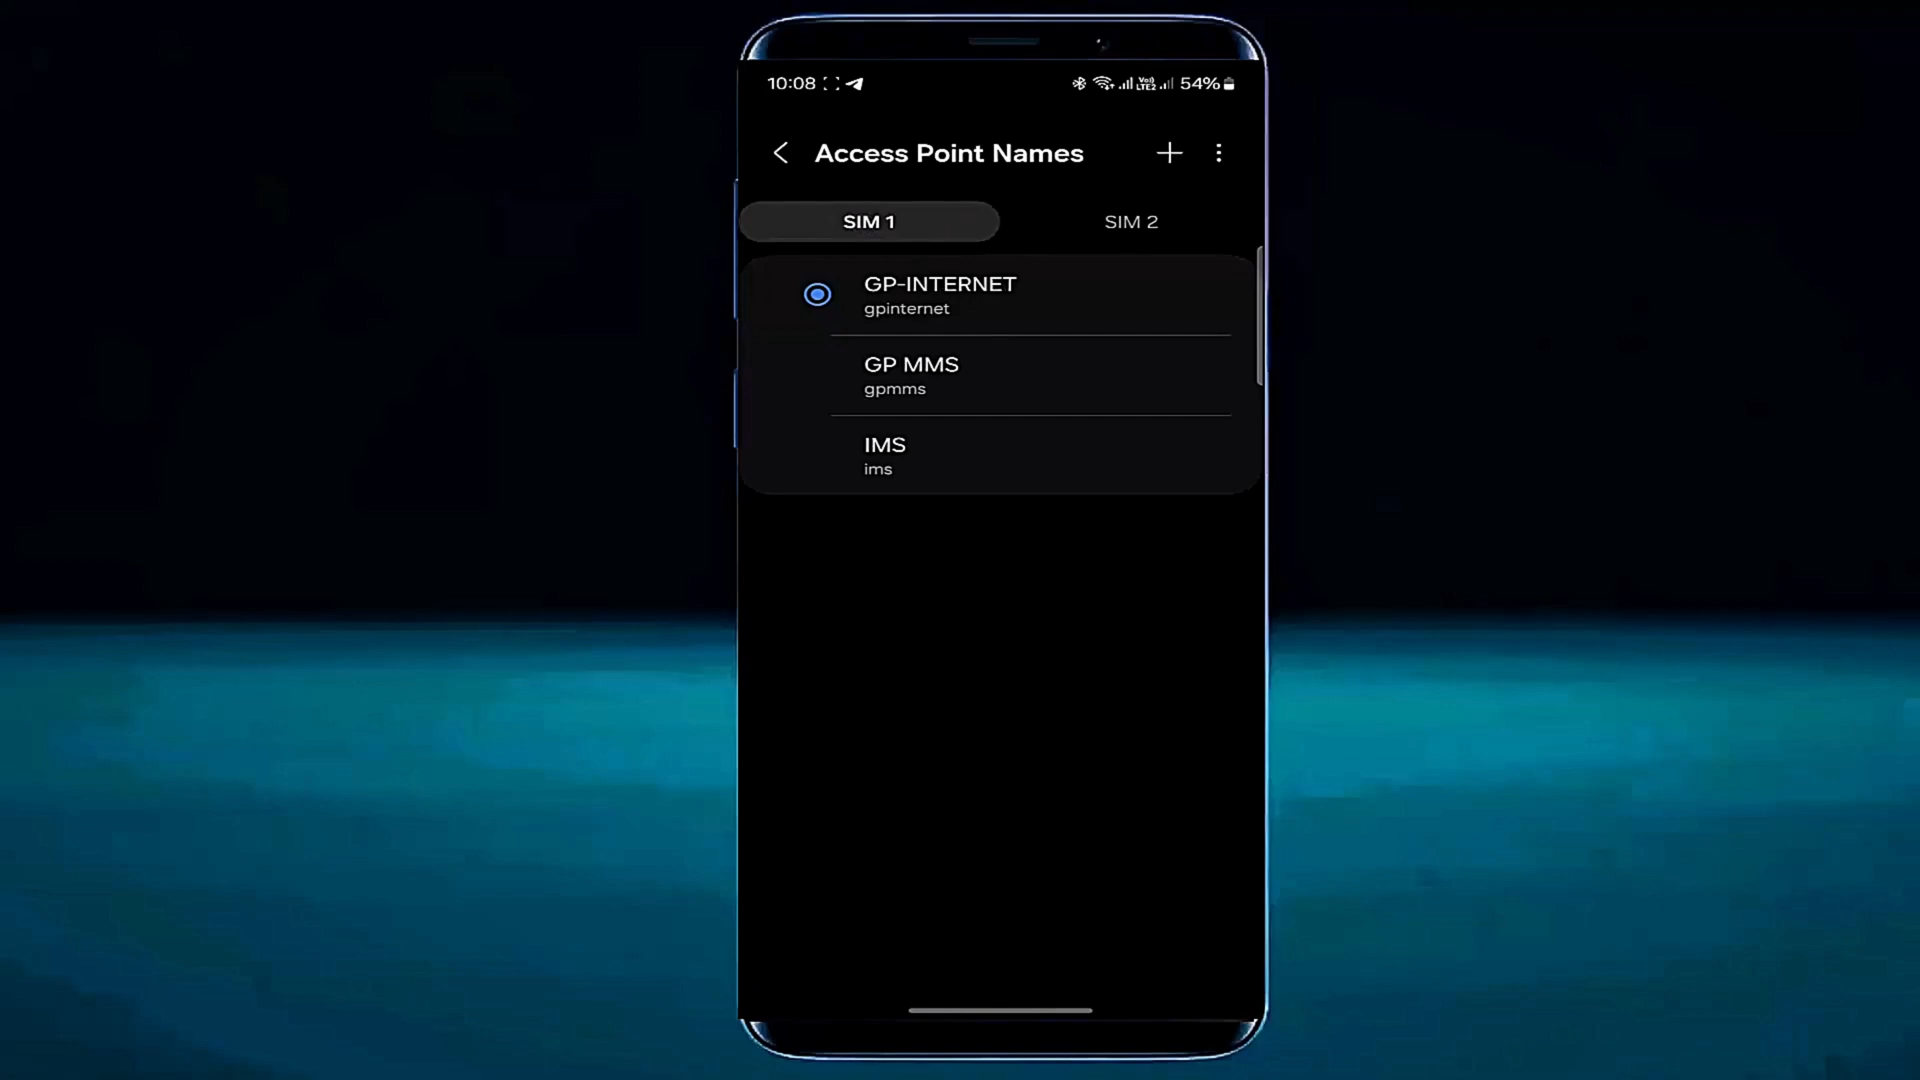 10:08 54%
Access Point Names
SIM 1 SIM 2
GP-INTERNET
gpinternet
GP MMS
gpmms
IMS
ims